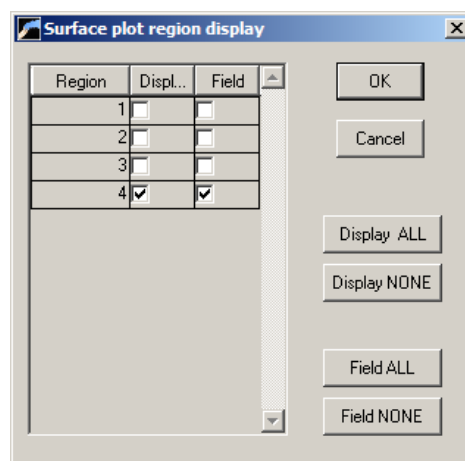 Surface plot region display
Region Displ... Field
1
2
3
4
OK
Cancel
Display ALL
Display NONE
Field ALL
Field NONE